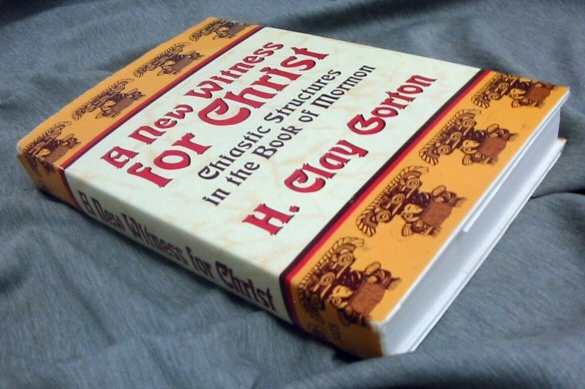 A New Witness
for Christ
Chiastic Structures
in the Book of Mormon
H. Clay Gorton
A New Witness for Christ